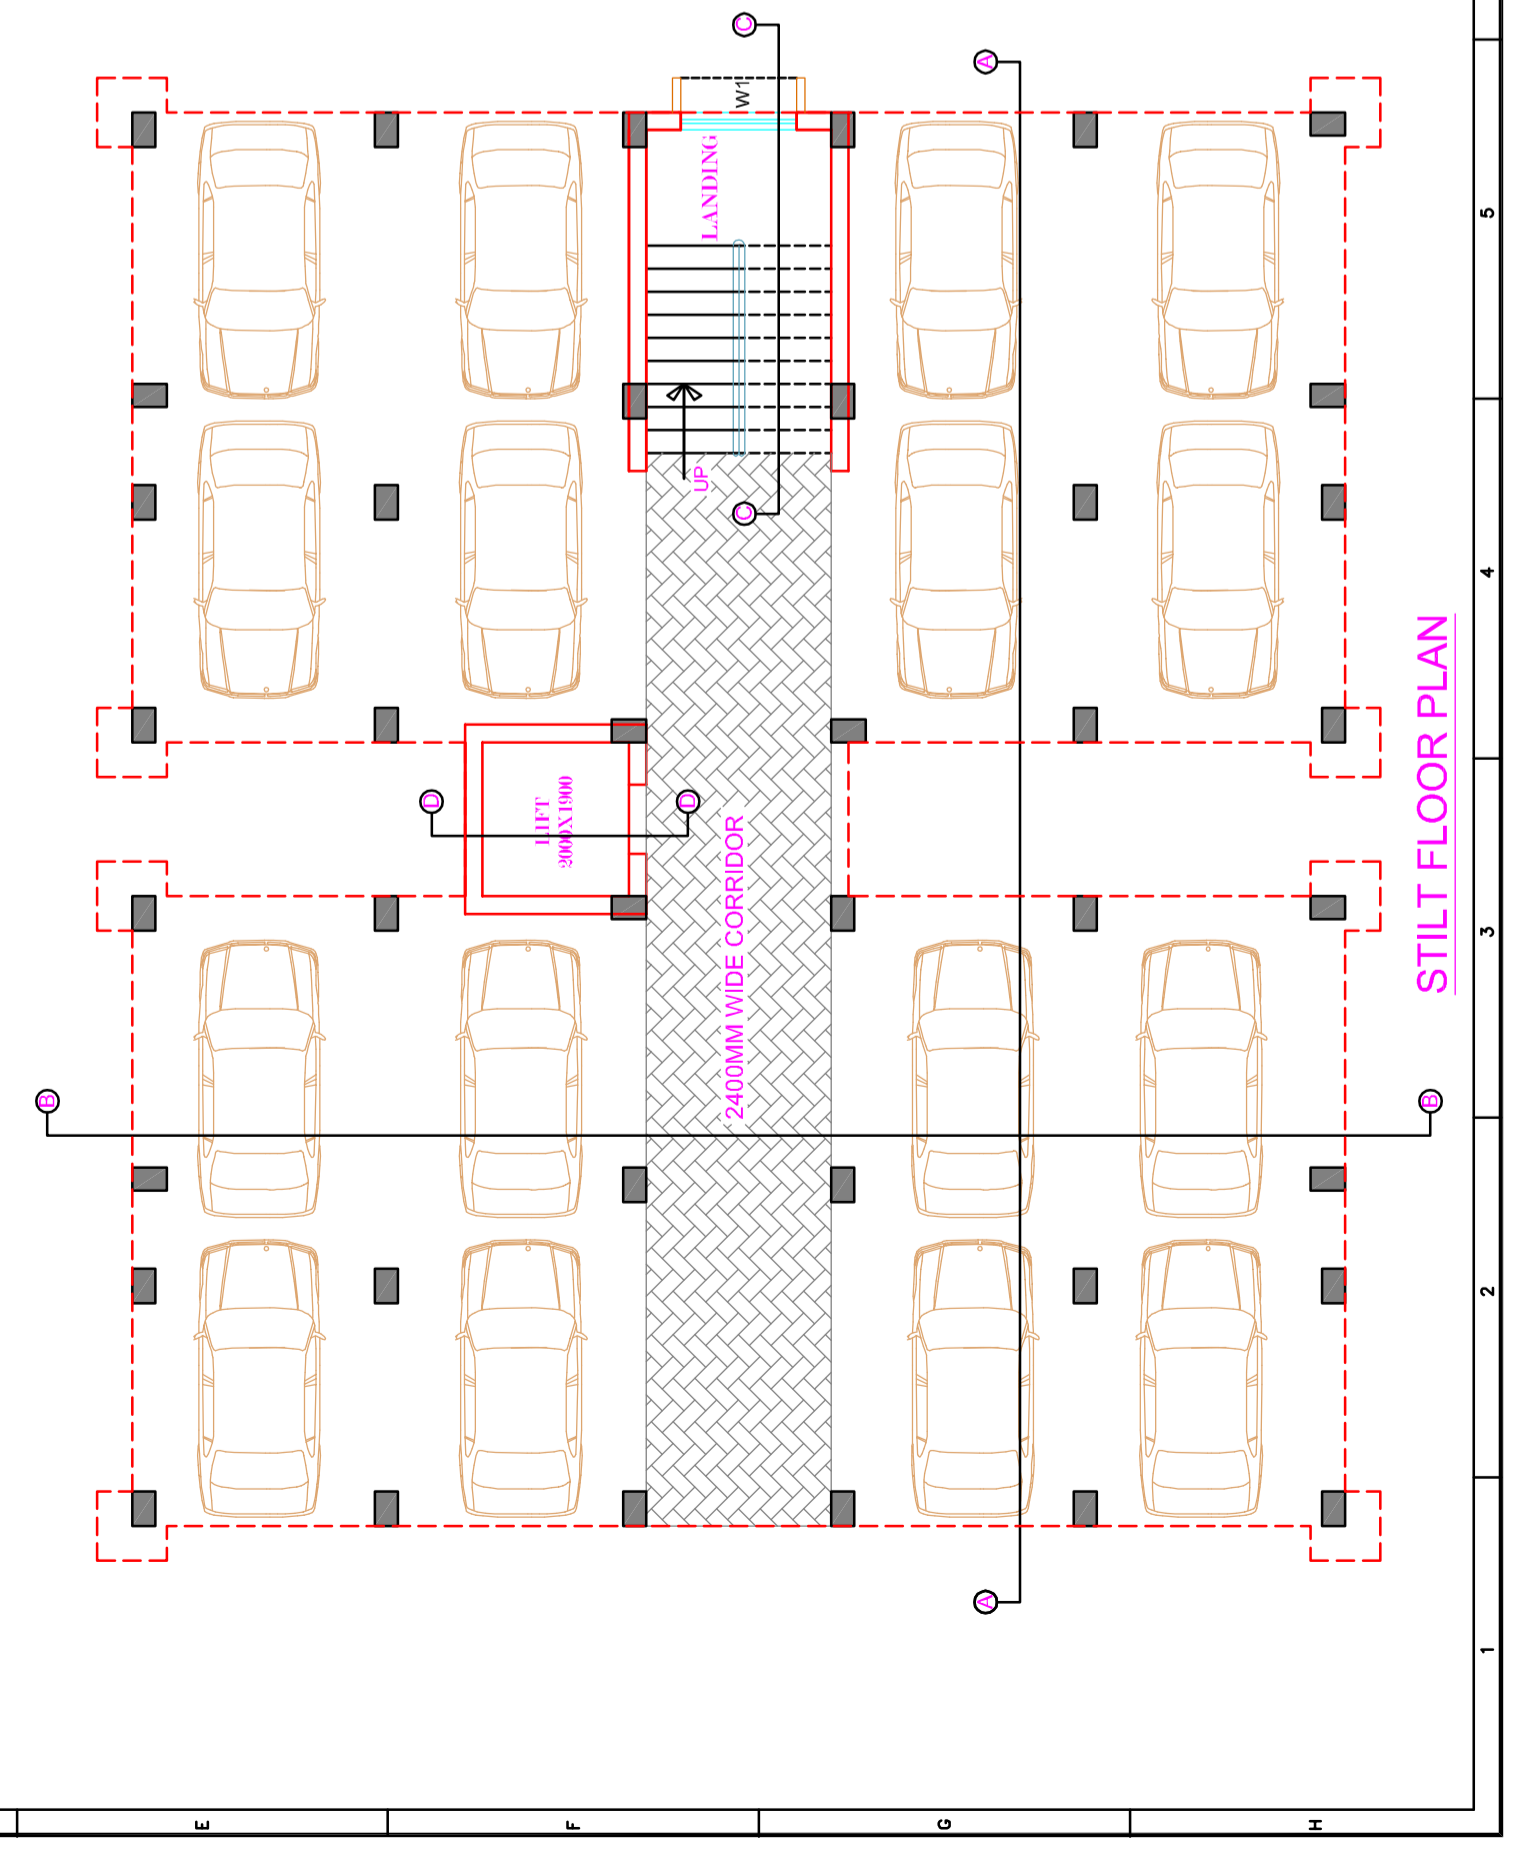 C
A
W1
LANDING
5
UP
C
4
STILT FLOOR PLAN
D
D
LIFT
2000X1900
2400MM WIDE CORRIDOR
3
B
B
2
A
1
E
F
G
H